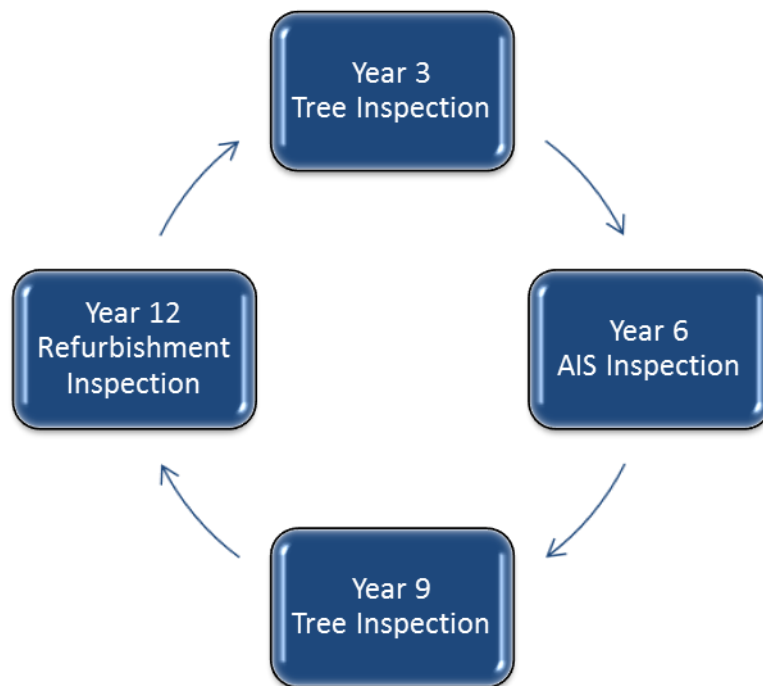 Year 3
Tree Inspection
Year 6
AIS Inspection
Year 9
Tree Inspection
Year 12
Refurbishment
Inspection